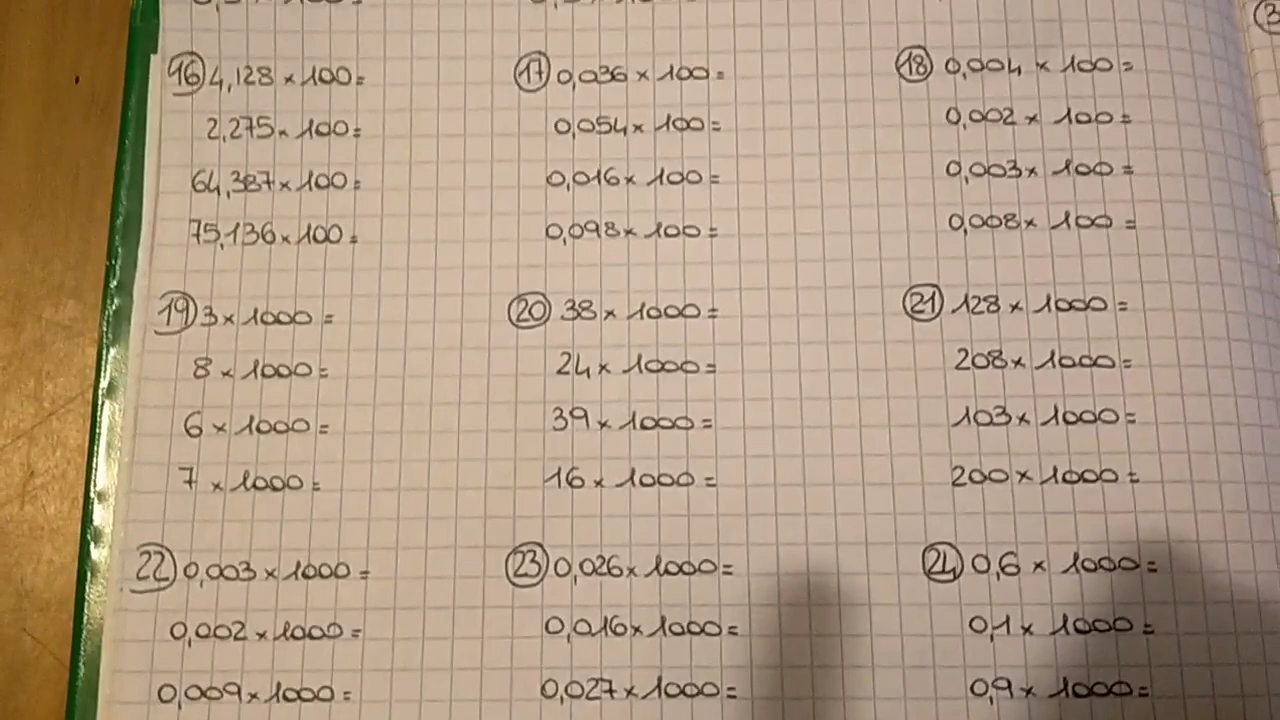 16 4,128 x 100 =
2,275 x 100 =
64,387 x 100 =
75,136 x 100 =
17 0,036 x 100 =
0,054 x 100 =
0,016 x 100 =
0,098 x 100 =
18 0,004 x 100 =
0,002 x 100 =
0,003 x 100 =
0,008 x 100 =
19 3 x 1000 =
8 x 1000 =
6 x 1000 =
7 x 1000 =
20 38 x 1000 =
24 x 1000 =
39 x 1000 =
16 x 1000 =
21 128 x 1000 =
208 x 1000 =
103 x 1000 =
200 x 1000 =
22 0,003 x 1000 =
0,002 x 1000 =
0,009 x 1000 =
23 0,026 x 1000 =
0,016 x 1000 =
0,027 x 1000 =
24 0,6 x 1000 =
0,1 x 1000 =
0,9 x 1000 =